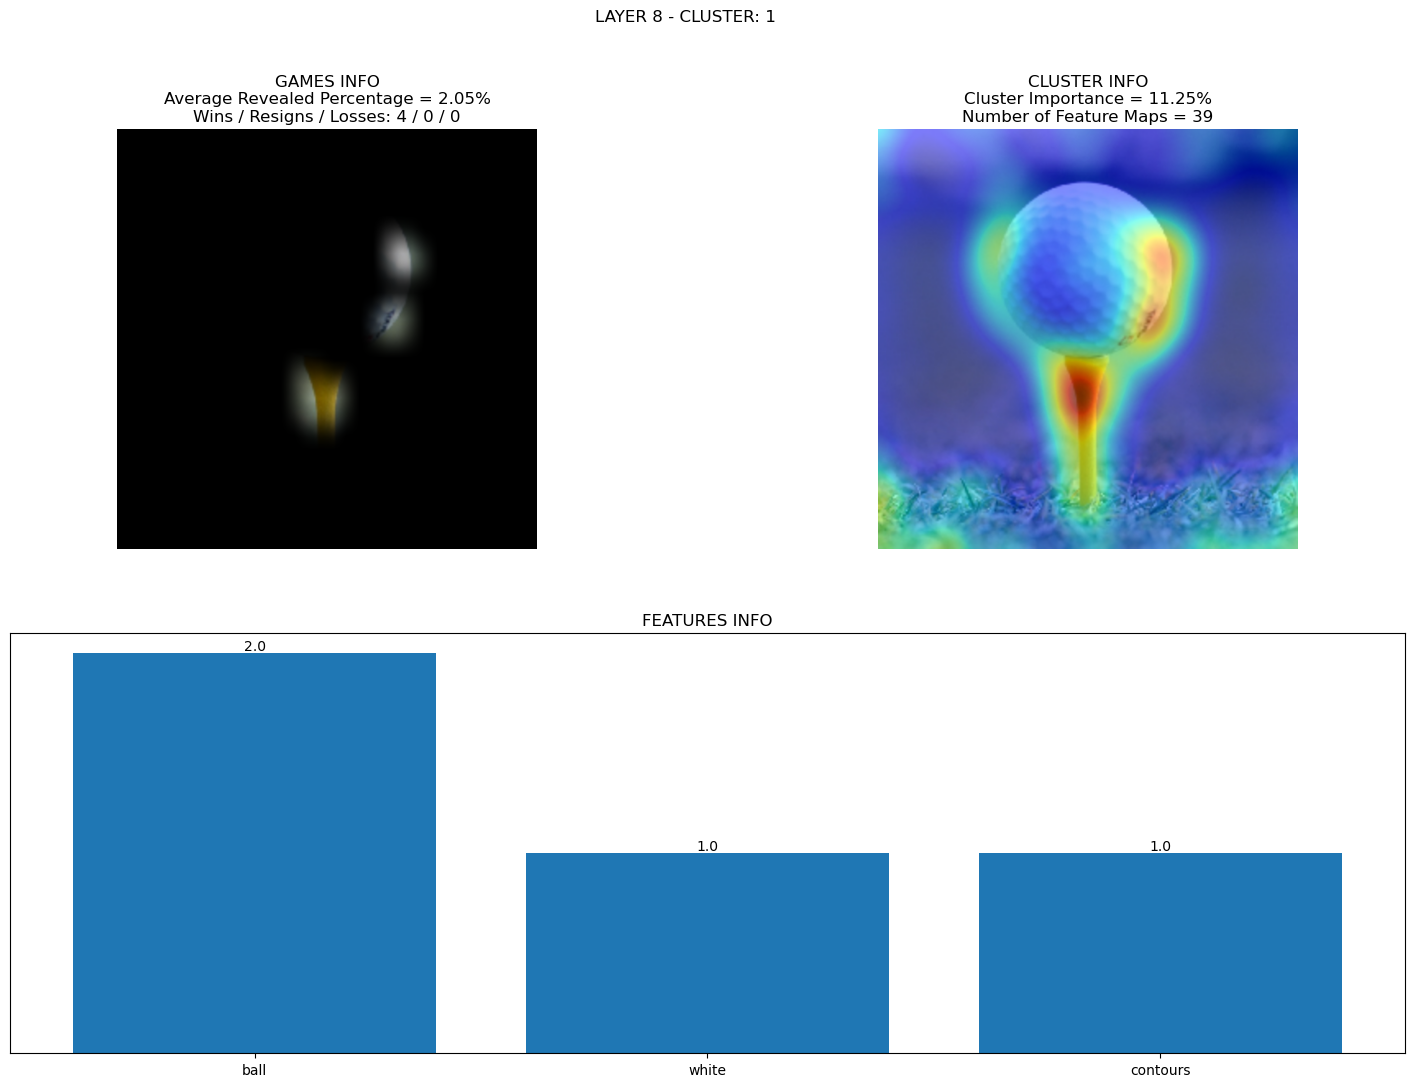 LAYER 8 - CLUSTER: 1
GAMES INFO
Average Revealed Percentage = 2.05%
Wins / Resigns / Losses: 4 / 0 / 0
CLUSTER INFO
Cluster Importance = 11.25%
Number of Feature Maps = 39
FEATURES INFO
2.0
1.0
1.0
ball
white
contours